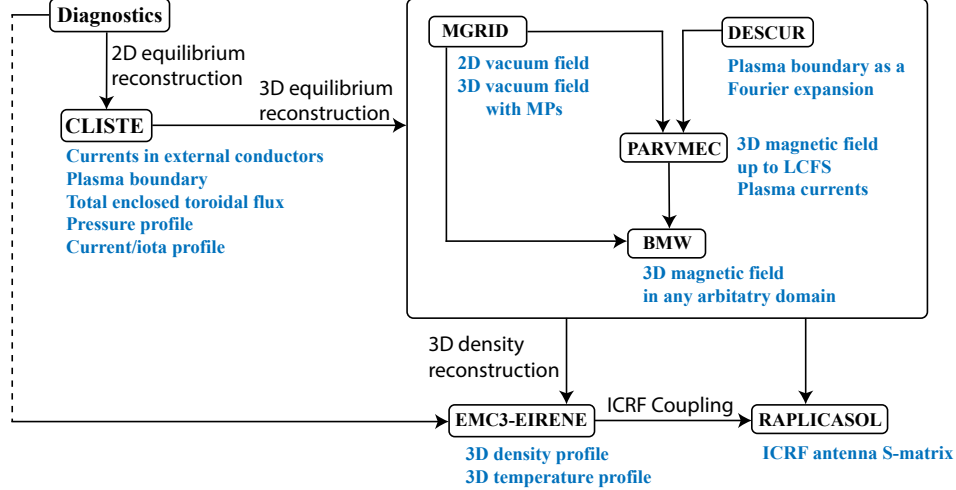 Diagnostics
2D equilibrium
reconstruction
CLISTE
Currents in external conductors
Plasma boundary
Total enclosed toroidal flux
Pressure profile
Current/iota profile
3D equilibrium
reconstruction
MGRID
2D vacuum field
3D vacuum field
with MPs
DESCUR
Plasma boundary as a
Fourier expansion
PARVMEC
3D magnetic field
up to LCFS
Plasma currents
BMW
3D magnetic field
in any arbitatry domain
3D density
reconstruction
EMC3-EIRENE
3D density profile
3D temperature profile
ICRF Coupling
RAPLICASOL
ICRF antenna S-matrix